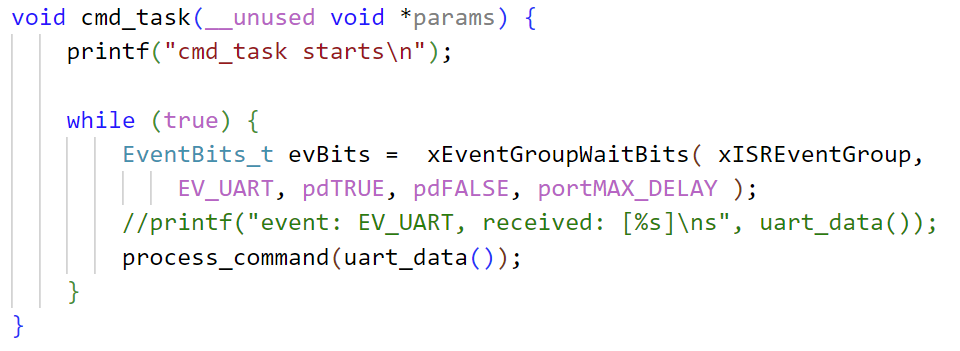 void cmd_task(__unused void *params) {
    printf("cmd_task starts\n");

    while (true) {
        EventBits_t evBits =  xEventGroupWaitBits( xISREventGroup,
            EV_UART, pdTRUE, pdFALSE, portMAX_DELAY );
        //printf("event: EV_UART, received: [%s]\ns", uart_data());
        process_command(uart_data());
    }
}